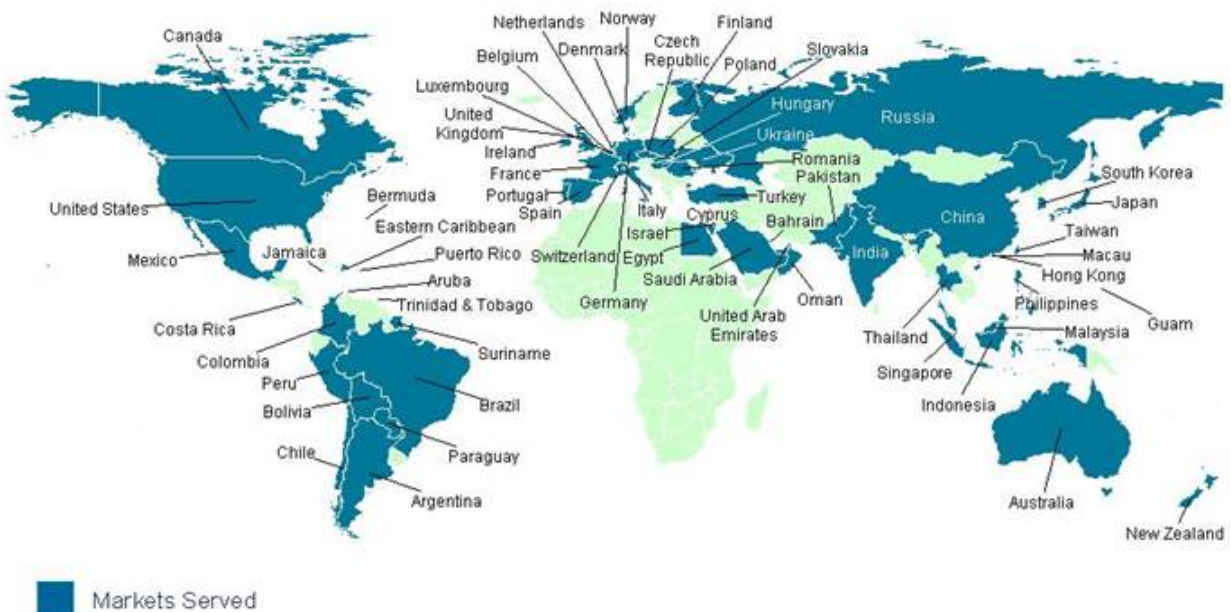 Canada
Netherlands
Norway
Finland
Belgium
Denmark
Czech
Republic
Slovakia
Poland
Luxembourg
Hungary
United
Kingdom
Ukraine
Russia
Ireland
France
Romania
Pakistan
South Korea
Portugal
Spain
Italy
Turkey
Japan
United States
Bermuda
Cyprus
Bahrain
China
Eastern Caribbean
Israel
Taiwan
Mexico
Jamaica
Puerto Rico
Switzerland
Egypt
India
Macau
Saudi Arabia
Hong Kong
Aruba
Germany
Oman
Philippines
Trinidad & Tobago
United Arab
Emirates
Guam
Costa Rica
Thailand
Malaysia
Colombia
Suriname
Singapore
Peru
Bolivia
Brazil
Indonesia
Chile
Paraguay
Argentina
Australia
New Zealand
Markets Served